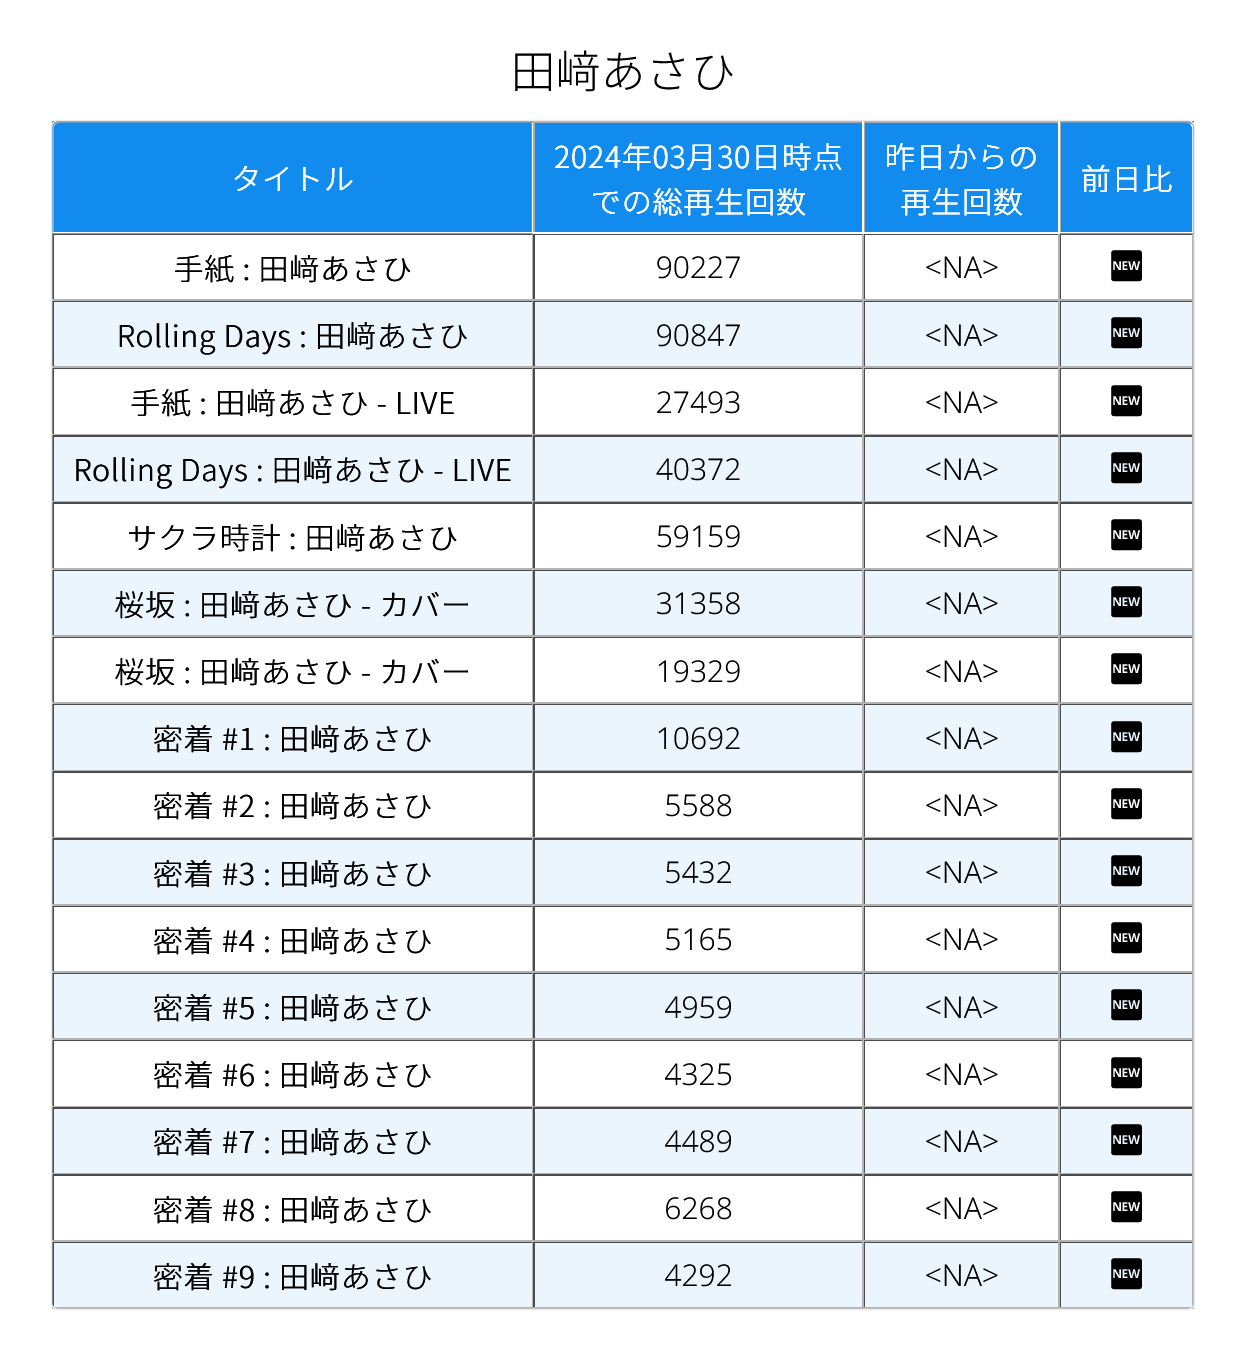 田﨑あさひ
タイトル
2024年03月30日時点
での総再生回数
昨日からの
再生回数
前日比
手紙 : 田﨑あさひ 90227 <NA> NEW
Rolling Days : 田﨑あさひ 90847 <NA> NEW
手紙 : 田﨑あさひ - LIVE 27493 <NA> NEW
Rolling Days : 田﨑あさひ - LIVE 40372 <NA> NEW
サクラ時計 : 田﨑あさひ 59159 <NA> NEW
桜坂 : 田﨑あさひ - カバー 31358 <NA> NEW
桜坂 : 田﨑あさひ - カバー 19329 <NA> NEW
密着 #1 : 田﨑あさひ 10692 <NA> NEW
密着 #2 : 田﨑あさひ 5588 <NA> NEW
密着 #3 : 田﨑あさひ 5432 <NA> NEW
密着 #4 : 田﨑あさひ 5165 <NA> NEW
密着 #5 : 田﨑あさひ 4959 <NA> NEW
密着 #6 : 田﨑あさひ 4325 <NA> NEW
密着 #7 : 田﨑あさひ 4489 <NA> NEW
密着 #8 : 田﨑あさひ 6268 <NA> NEW
密着 #9 : 田﨑あさひ 4292 <NA> NEW